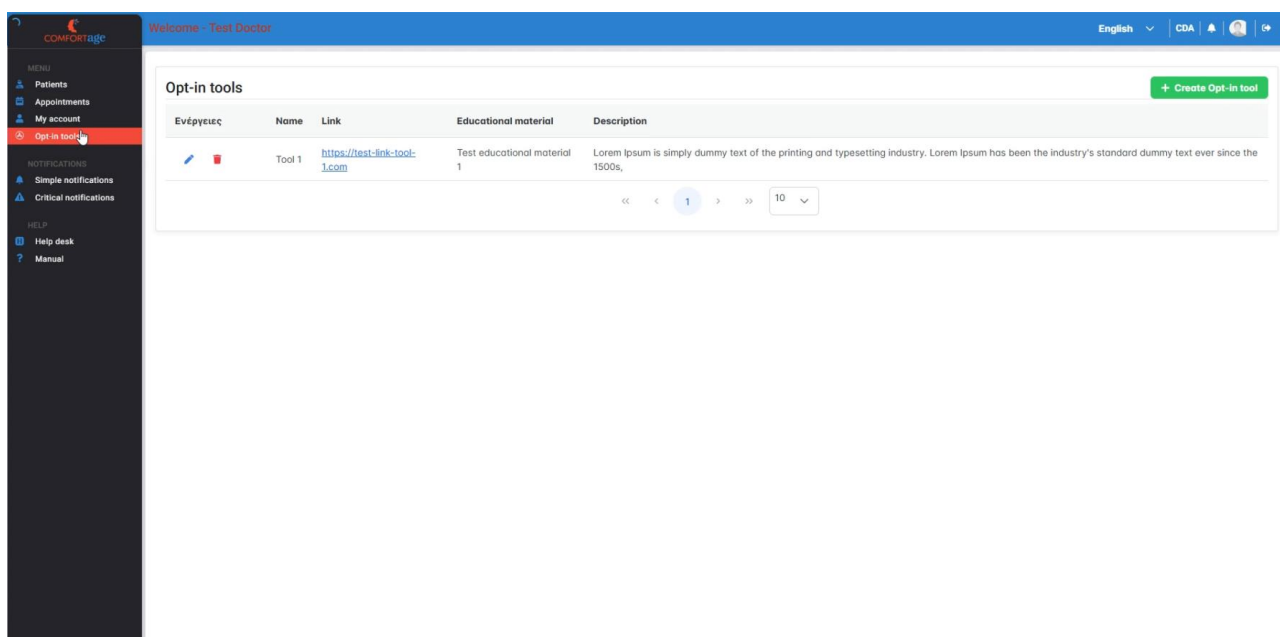 COMFORTage
Welcome - Test Doctor
English
CDA
MENU
Patients
Appointments
My account
Opt-in tools
NOTIFICATIONS
Simple notifications
Critical notifications
HELP
Help desk
? Manual
Opt-in tools
+ Create Opt-in tool
Ενέργειες Name Link Educational material Description
Tool 1
https://test-link-tool-
1.com
Test educational material
1
Lorem Ipsum is simply dummy text of the printing and typesetting industry. Lorem Ipsum has been the industry's standard dummy text ever since the
1500s,
<< < 1 > >> 10